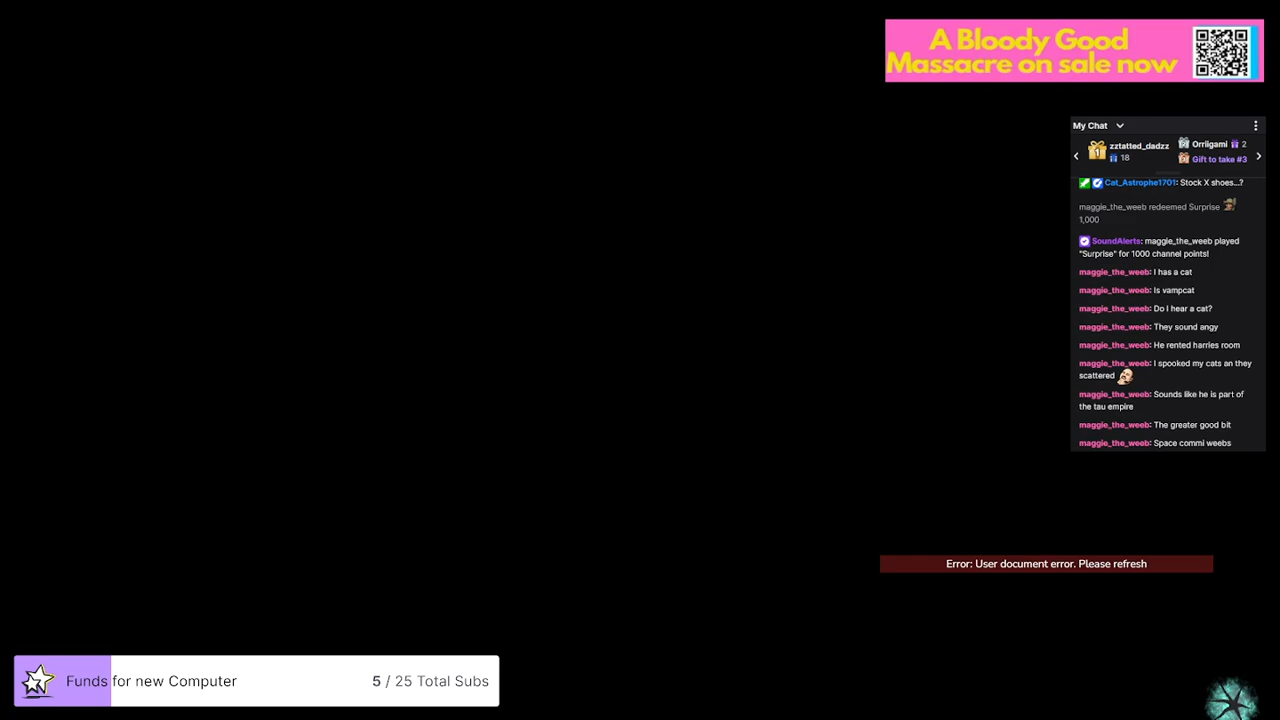 A Bloody Good
Massacre on sale now
My Chat
1
zztatted_dadzz
18
Orriigami 2
Gift to take #3
Cat_Astrophe1701: Stock X shoes...?
maggie_the_weeb redeemed Surprise
1,000
SoundAlerts: maggie_the_weeb played
"Surprise" for 1000 channel points!
maggie_the_weeb: I has a cat
maggie_the_weeb: Is vampcat
maggie_the_weeb: Do I hear a cat?
maggie_the_weeb: They sound angy
maggie_the_weeb: He rented harries room
maggie_the_weeb: I spooked my cats an they
scattered
maggie_the_weeb: Sounds like he is part of
the tau empire
maggie_the_weeb: The greater good bit
maggie_the_weeb: Space commi weebs
Error: User document error. Please refresh
Funds for new Computer
5 / 25 Total Subs